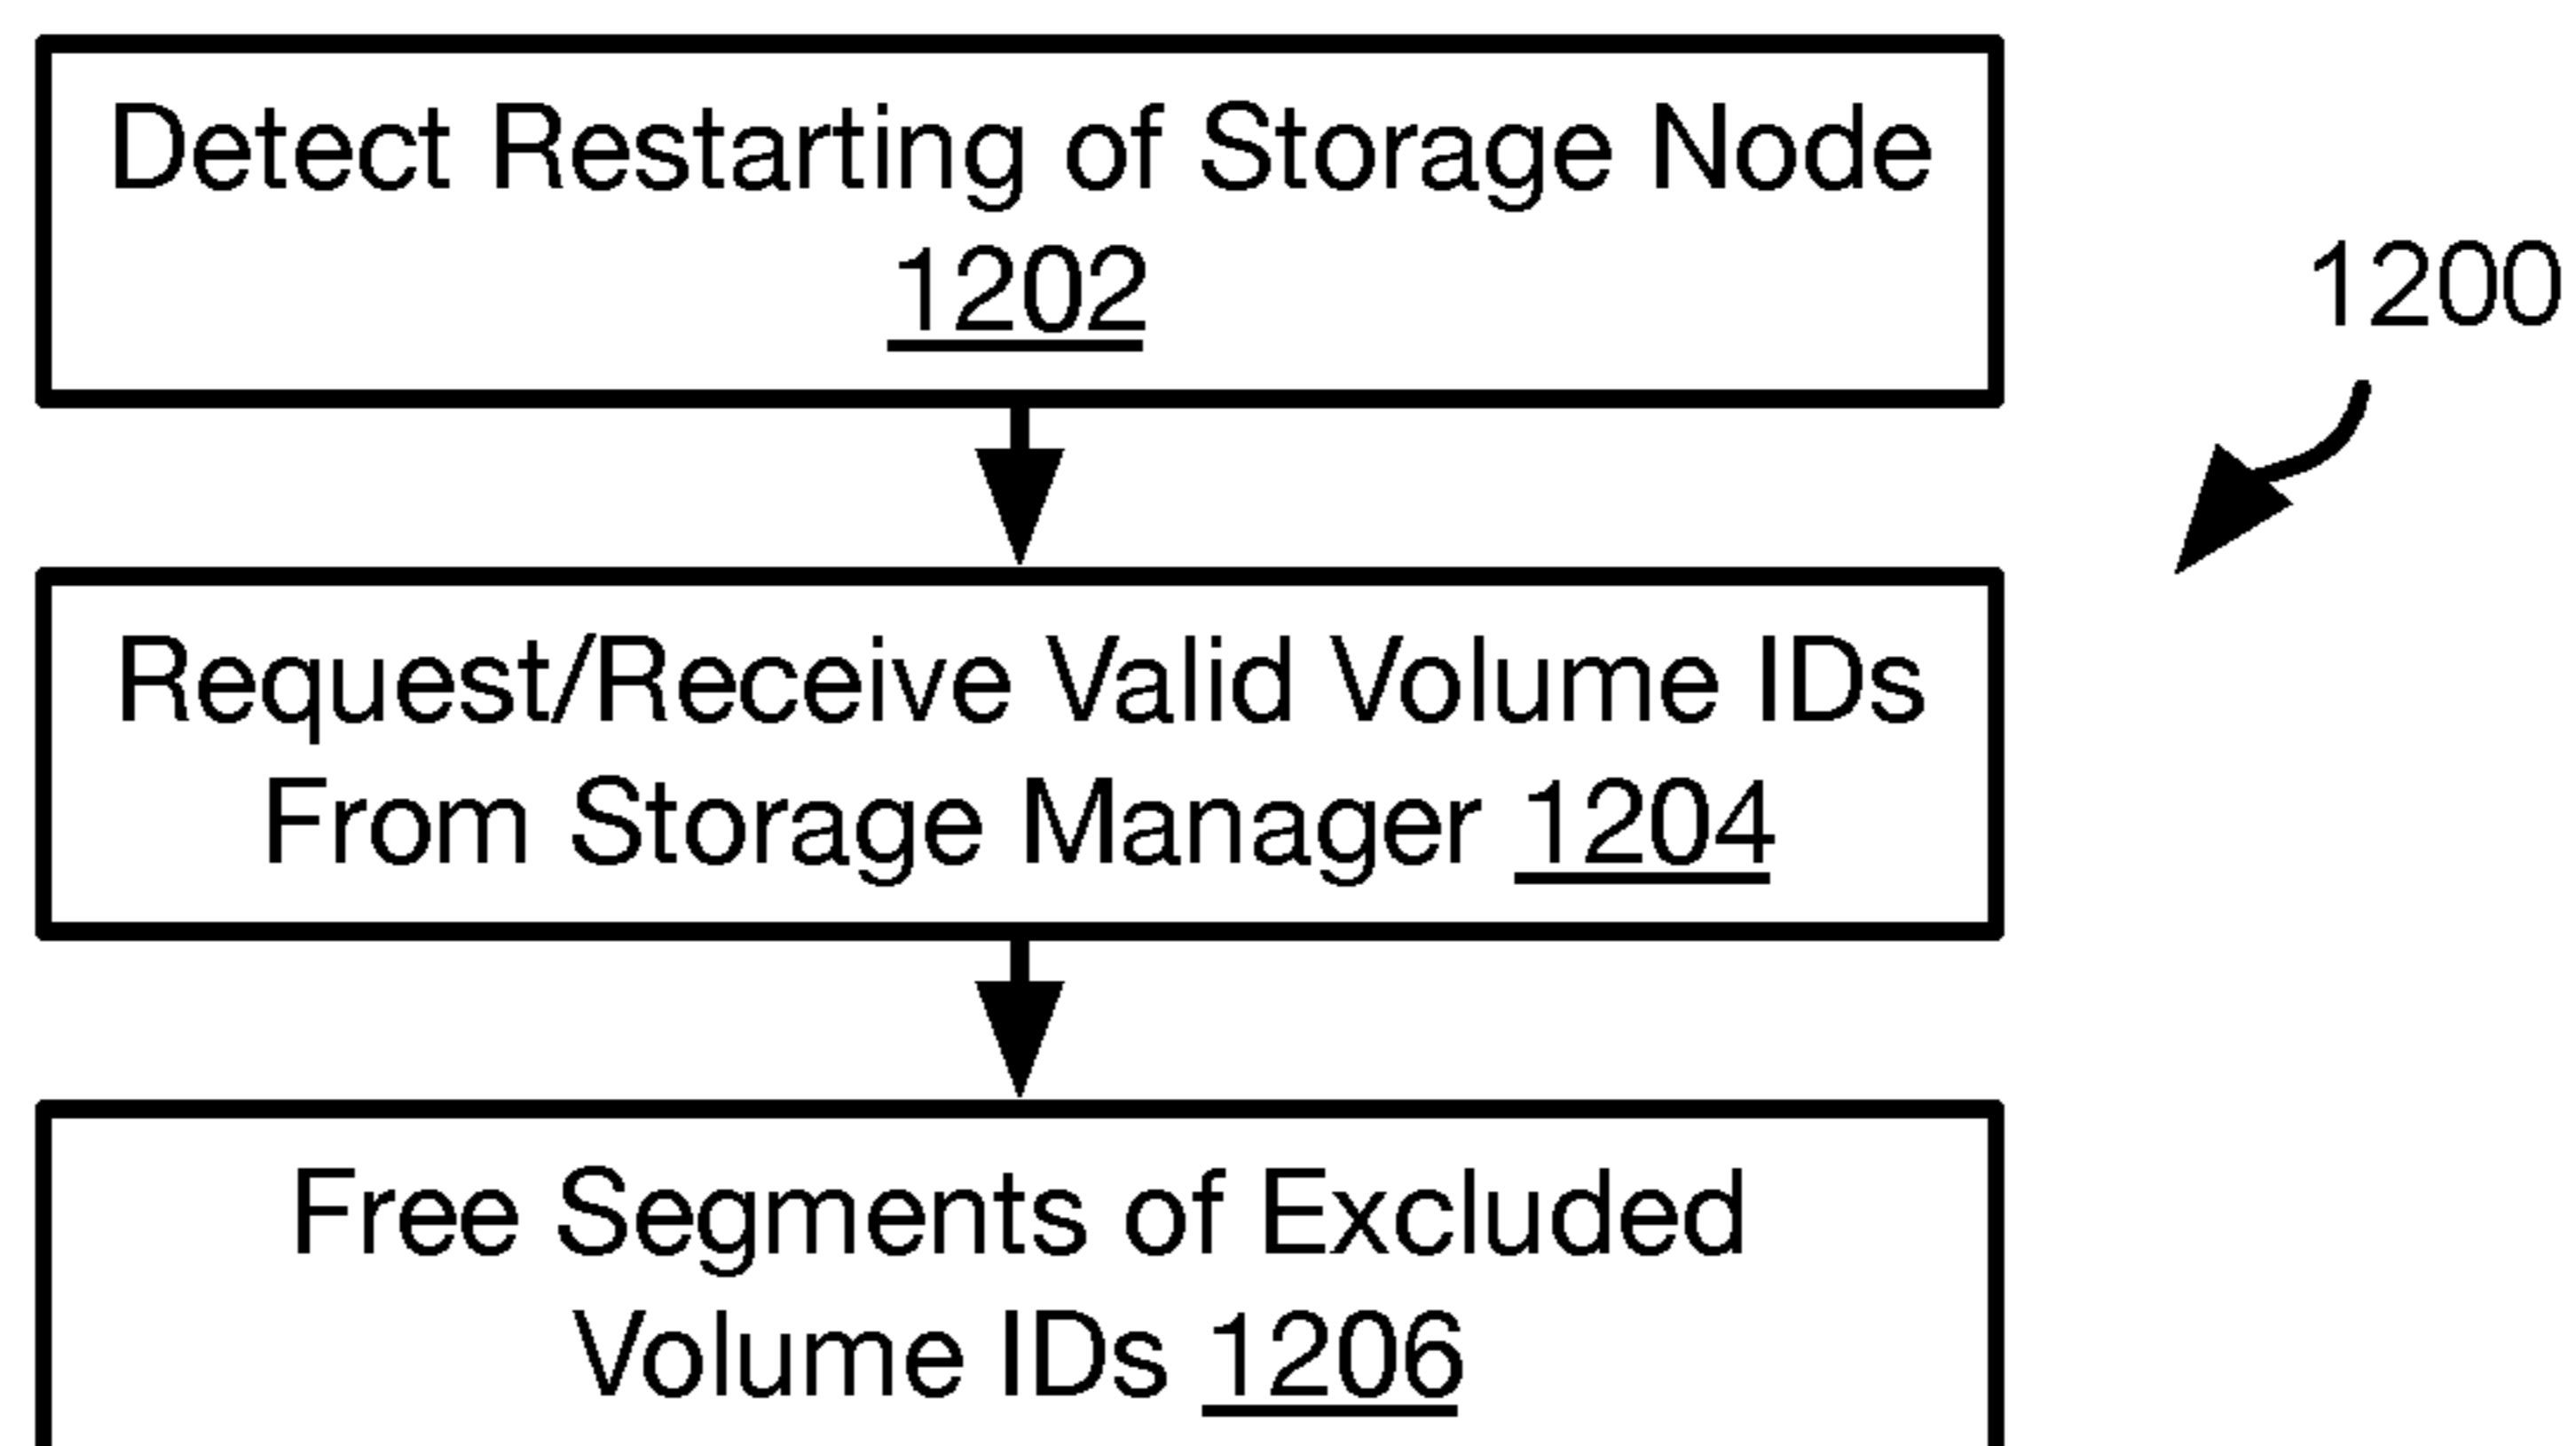 Detect Restarting of Storage Node
1202
1200
Request/Receive Valid Volume IDs
From Storage Manager 1204
Free Segments of Excluded
Volume IDs 1206